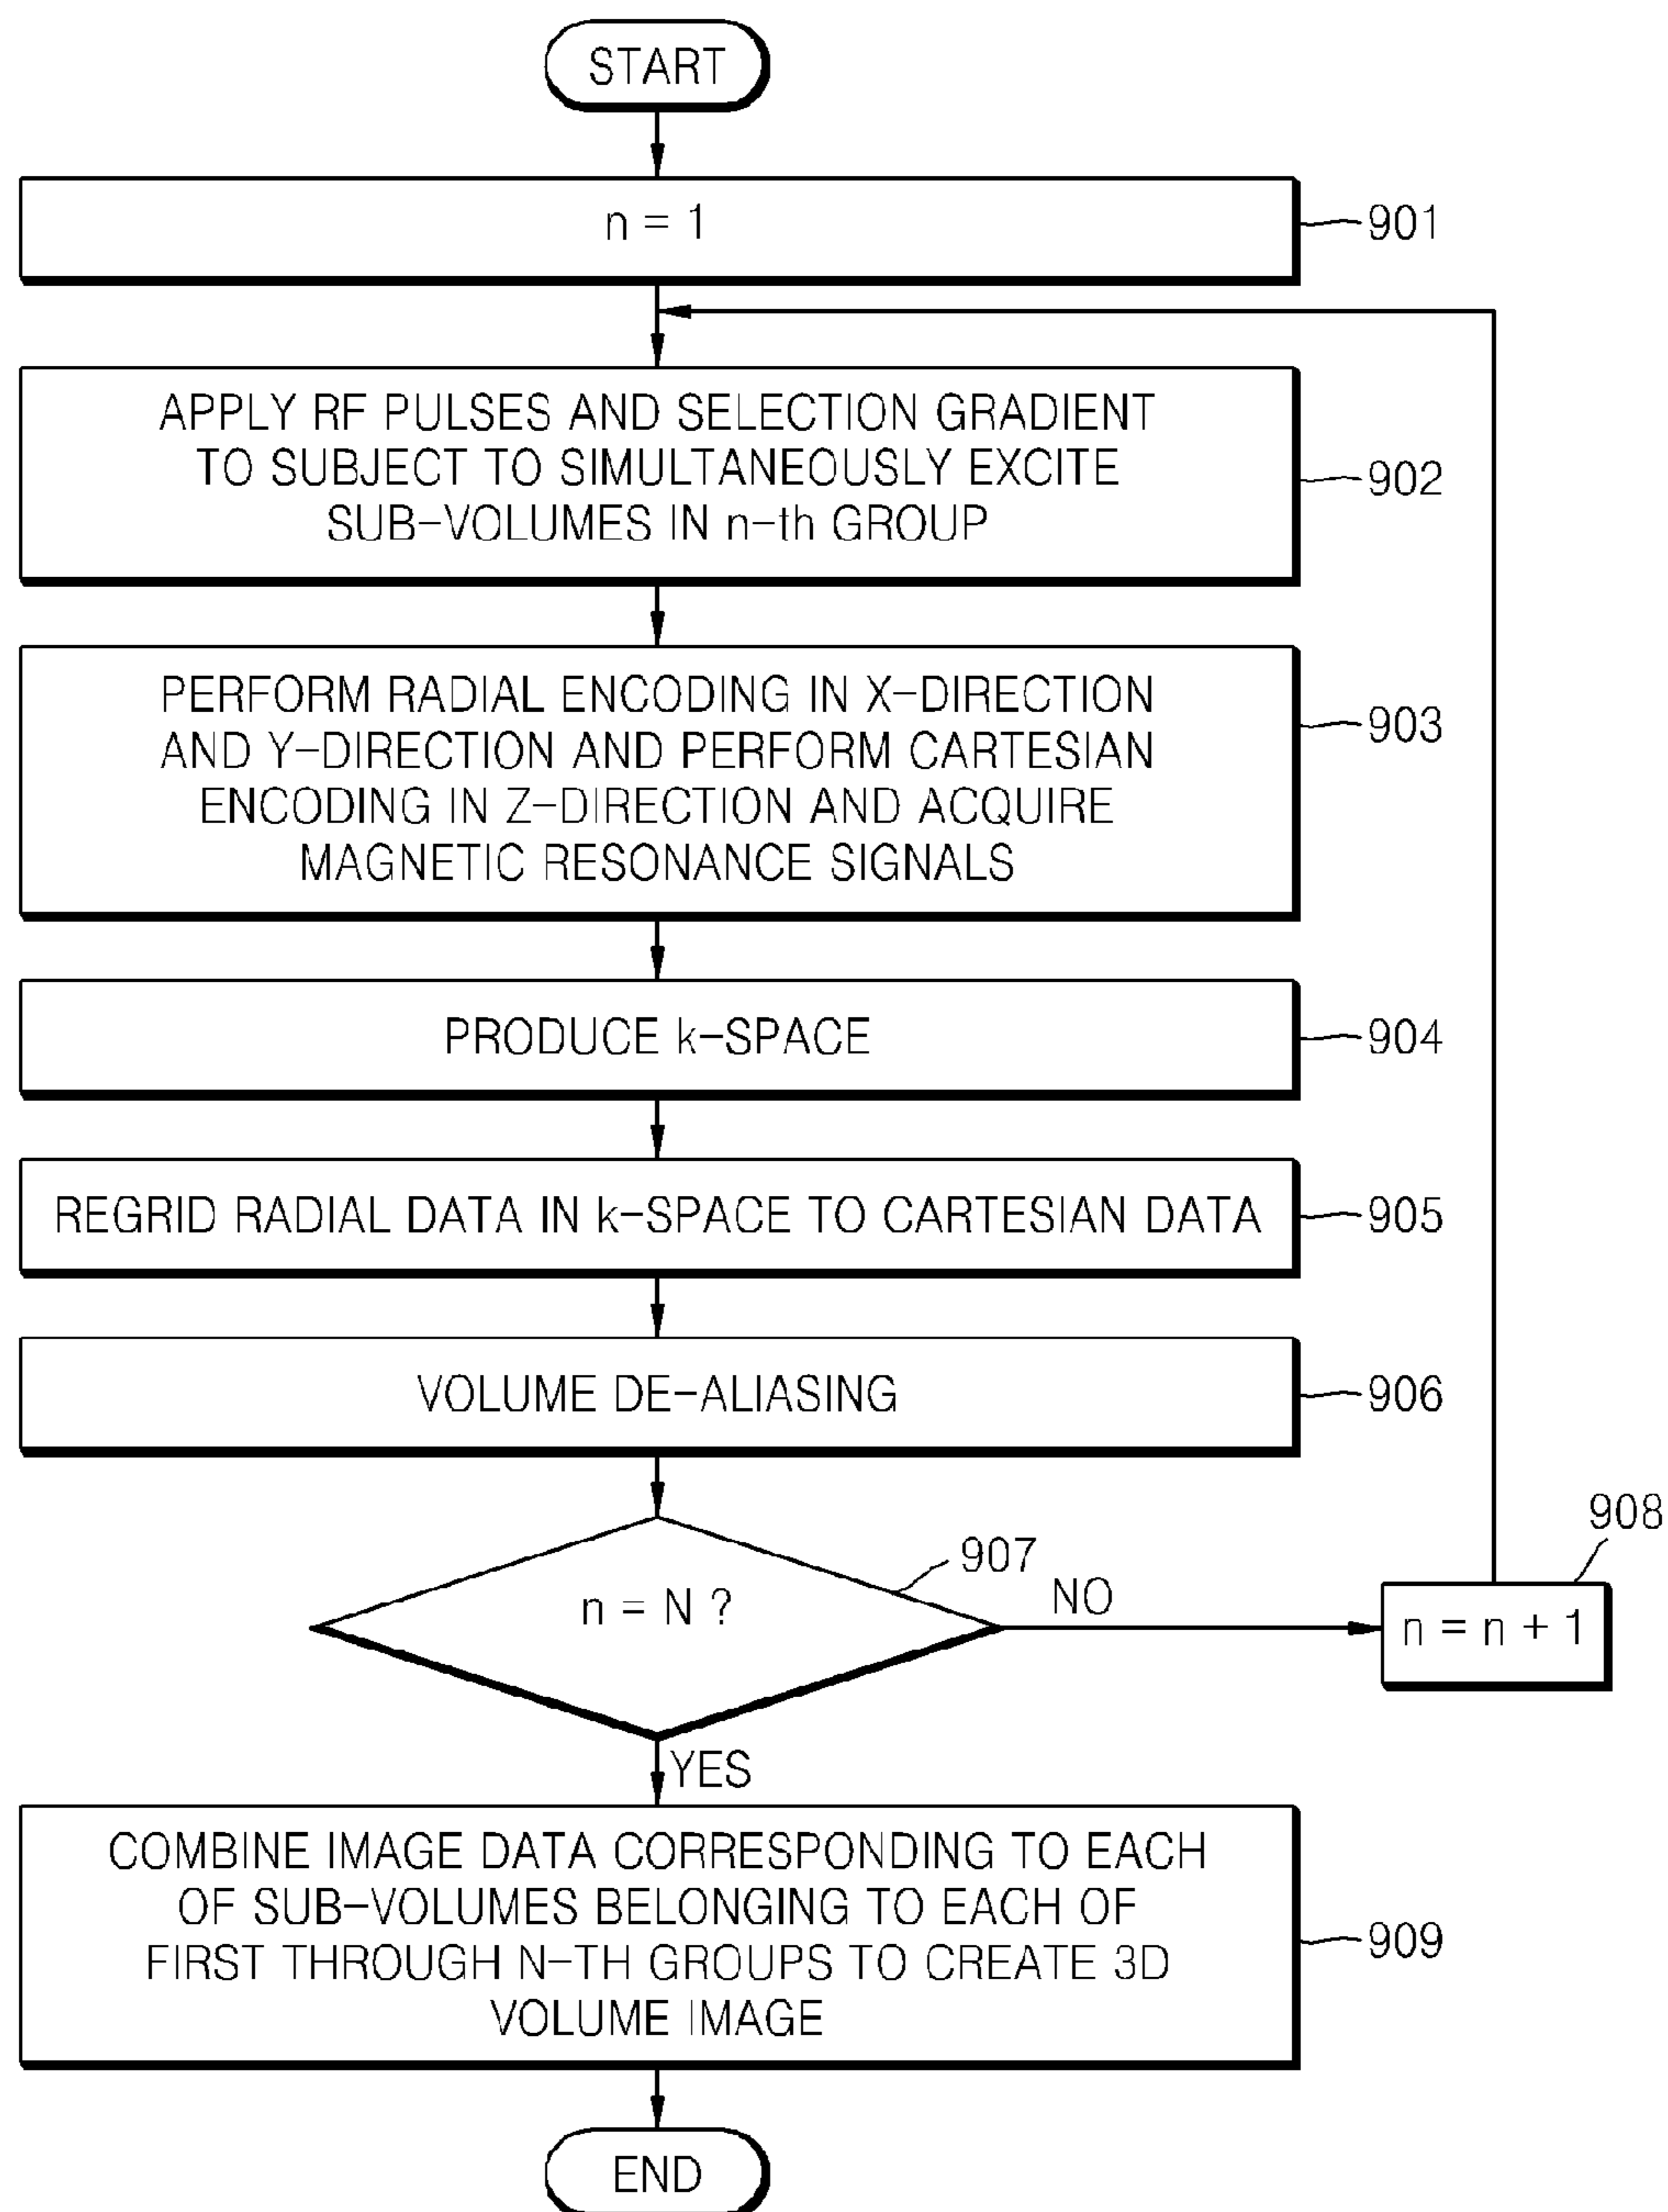 START
n = 1
901
APPLY RF PULSES AND SELECTION GRADIENT
TO SUBJECT TO SIMULTANEOUSLY EXCITE
SUB-VOLUMES IN n-th GROUP
902
PERFORM RADIAL ENCODING IN X-DIRECTION
AND Y-DIRECTION AND PERFORM CARTESIAN
ENCODING IN Z-DIRECTION AND ACQUIRE
MAGNETIC RESONANCE SIGNALS
903
PRODUCE k-SPACE
904
REGRID RADIAL DATA IN k-SPACE TO CARTESIAN DATA
905
VOLUME DE-ALIASING
906
n = N ?
907
NO
908
n = n + 1
YES
COMBINE IMAGE DATA CORRESPONDING TO EACH
OF SUB-VOLUMES BELONGING TO EACH OF
FIRST THROUGH N-TH GROUPS TO CREATE 3D
VOLUME IMAGE
909
END